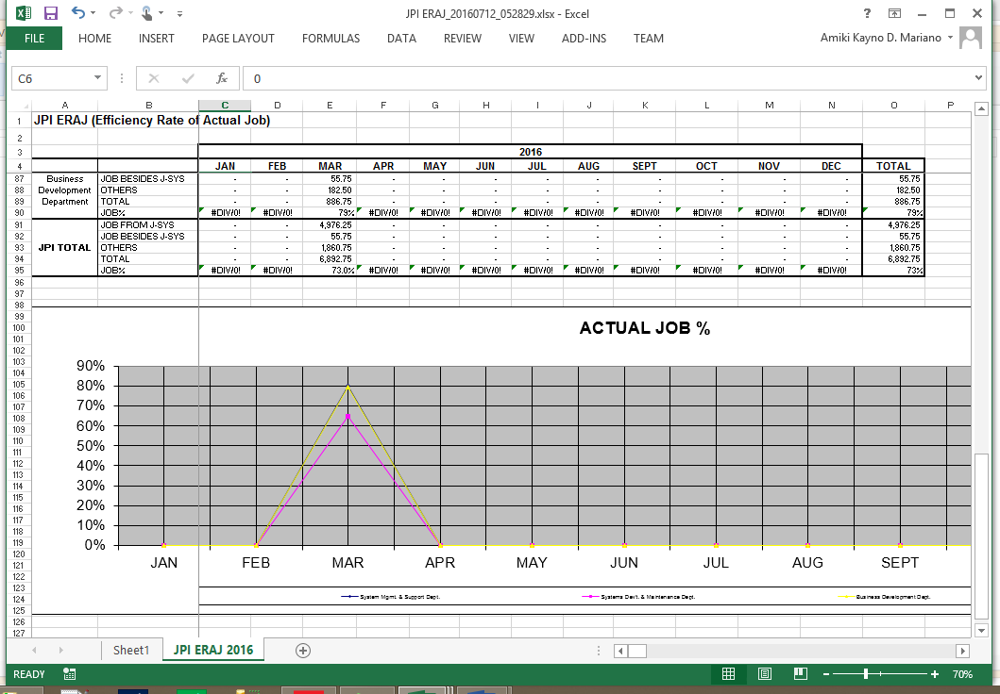 JPI ERAJ_20160712_052829.xlsx - Excel
FILE HOME INSERT PAGE LAYOUT FORMULAS DATA REVIEW VIEW ADD-INS TEAM Amiki Kayno D. Mariano
C6 fx 0
A B C D E F G H I J K L M N O P
1 JPI ERAJ (Efficiency Rate of Actual Job)
2
3 2016
4 JAN FEB MAR APR MAY JUN JUL AUG SEPT OCT NOV DEC TOTAL
87 Business JOB BESIDES J-SYS - - 55.75 - - - - - - - - - 55.75
88 Development OTHERS - - 182.50 - - - - - - - - - 182.50
89 Department TOTAL - - 886.75 - - - - - - - - - 886.75
90 JOB% #DIV/0! #DIV/0! 79% #DIV/0! #DIV/0! #DIV/0! #DIV/0! #DIV/0! #DIV/0! #DIV/0! #DIV/0! #DIV/0! 79%
91 JOB FROM J-SYS - - 4,976.25 - - - - - - - - - 4,976.25
92 JOB BESIDES J-SYS - - 55.75 - - - - - - - - - 55.75
93 JPI TOTAL OTHERS - - 1,860.75 - - - - - - - - - 1,860.75
94 TOTAL - - 6,892.75 - - - - - - - - - 6,892.75
95 JOB% #DIV/0! #DIV/0! 73.0% #DIV/0! #DIV/0! #DIV/0! #DIV/0! #DIV/0! #DIV/0! #DIV/0! #DIV/0! #DIV/0! 73%
96
97
98
99
100
101
102
103
104
105
106
107
108
109
110
111
112
113
114
115
116
117
118
119
120
121
122
123
124
125
126
127
ACTUAL JOB %
90%
80%
70%
60%
50%
40%
30%
20%
10%
0%
JAN FEB MAR APR MAY JUN JUL AUG SEPT
System Mgmt. & Support Dept. Systems Dev't. & Maintenance Dept. Business Development Dept.
Sheet1 JPI ERAJ 2016
READY 70%